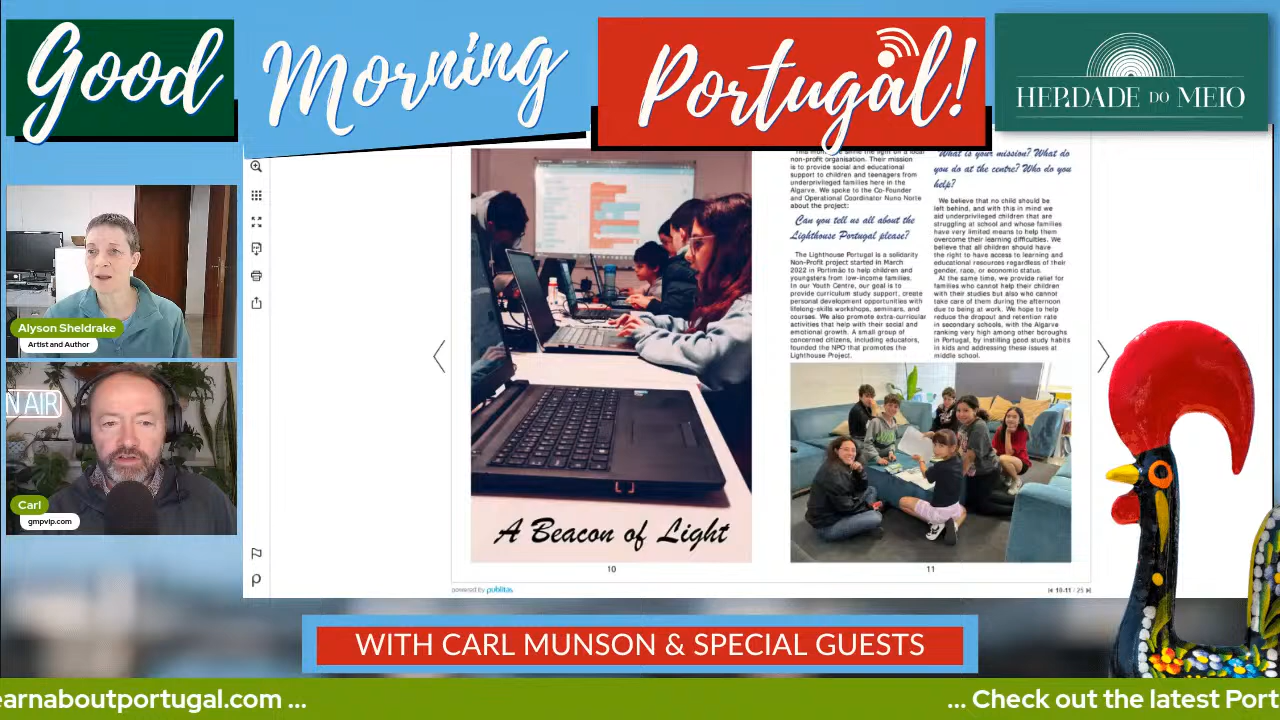 Good
Morning
Portugal!
HERDADE DO MEIO
Alyson Sheldrake
Artist and Author
N AIR
Carl
gmpvip.com
A Beacon of Light
10
non-profit organisation. Their mission
is to provide social and educational
support to children and teenagers from
underprivileged families here in the
Algarve. We spoke to the Co-Founder
and Operational Coordinator Nuno Norte
about the project:
Can you tell us all about the
Lighthouse Portugal please?
The Lighthouse Portugal is a solidarity
Non-Profit project started in March
2022 in Portimão to help children and
youngsters from low-income families.
In our Youth Centre, our goal is to
provide curriculum study support, create
personal development opportunities with
lifelong-skills workshops, seminars, and
courses. We also promote extra-curricular
activities that help with their social and
emotional growth. A small group of
concerned citizens, including educators,
founded the NPO that promotes the
Lighthouse Project.
What is your mission? What do
you do at the centre? Who do you
help?
We believe that no child should be
left behind, and with this in mind we
aid underprivileged children that are
struggling at school and whose families
have very limited means to help them
overcome their learning difficulties. We
believe that all children should have
the right to have access to learning and
educational resources regardless of their
gender, race, or economic status.
At the same time, we provide relief for
families who cannot help their children
with their studies but also who cannot
take care of them during the afternoon
due to being at work. We hope to help
reduce the dropout and retention rate
in secondary schools, with the Algarve
ranking very high among other boroughs
in Portugal, by instilling good study habits
in kids and addressing these issues at
middle school.
11
powered by publitas
10-11 / 25
WITH CARL MUNSON & SPECIAL GUESTS
earnaboutportugal.com ...
... Check out the latest Port